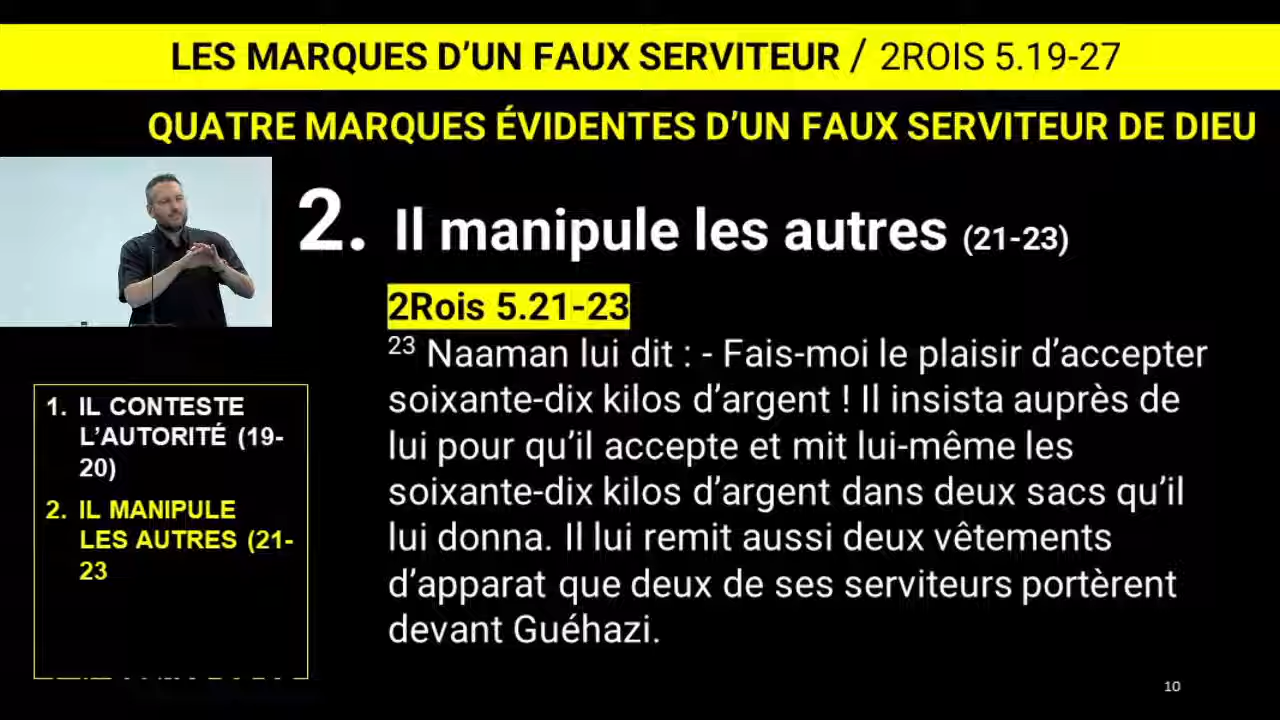 LES MARQUES D’UN FAUX SERVITEUR / 2ROIS 5.19-27
QUATRE MARQUES ÉVIDENTES D’UN FAUX SERVITEUR DE DIEU
2. Il manipule les autres (21-23)
2Rois 5.21-23
23 Naaman lui dit : - Fais-moi le plaisir d’accepter
soixante-dix kilos d’argent ! Il insista auprès de
lui pour qu’il accepte et mit lui-même les
soixante-dix kilos d’argent dans deux sacs qu’il
lui donna. Il lui remit aussi deux vêtements
d’apparat que deux de ses serviteurs portèrent
devant Guéhazi.
1. IL CONTESTE
L’AUTORITÉ (19-
20)
2. IL MANIPULE
LES AUTRES (21-
23
10